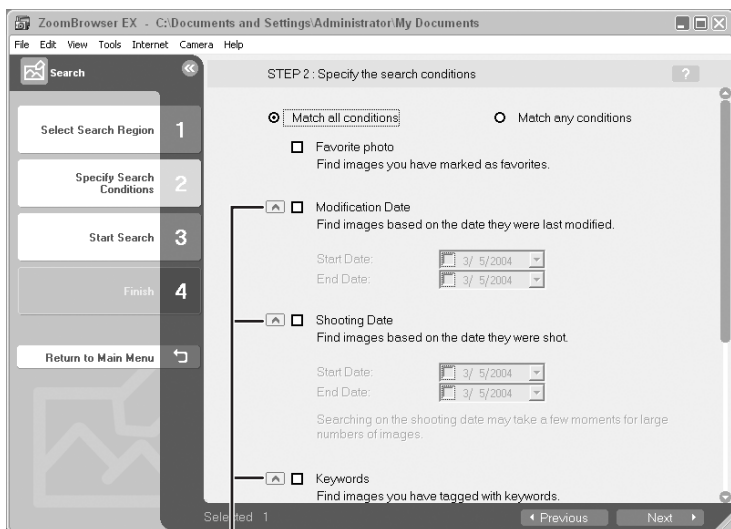 ZoomBrowser EX - C:\Documents and Settings\Administrator\My Documents
File Edit View Tools Internet Camera Help
Search
Select Search Region 1
Specify Search
Conditions 2
Start Search 3
Finish 4
Return to Main Menu
STEP 2 : Specify the search conditions ?
Match all conditions Match any conditions
Favorite photo
Find images you have marked as favorites.
Modification Date
Find images based on the date they were last modified.
Start Date: 3/ 5/2004
End Date: 3/ 5/2004
Shooting Date
Find images based on the date they were shot.
Start Date: 3/ 5/2004
End Date: 3/ 5/2004
Searching on the shooting date may take a few moments for large
numbers of images.
Keywords
Find images you have tagged with keywords.
Selected 1
Previous Next